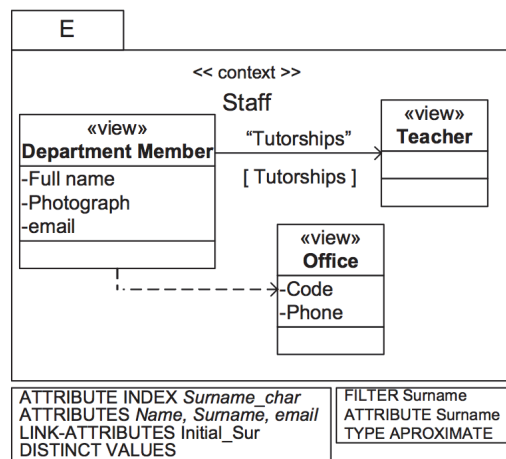 E
<< context >>
Staff
«view»
Department Member
-Full name
-Photograph
-email
“Tutorships”
[ Tutorships ]
«view»
Teacher
«view»
Office
-Code
-Phone
ATTRIBUTE INDEX Surname_char
ATTRIBUTES Name, Surname, email
LINK-ATTRIBUTES Initial_Sur
DISTINCT VALUES
FILTER Surname
ATTRIBUTE Surname
TYPE APROXIMATE